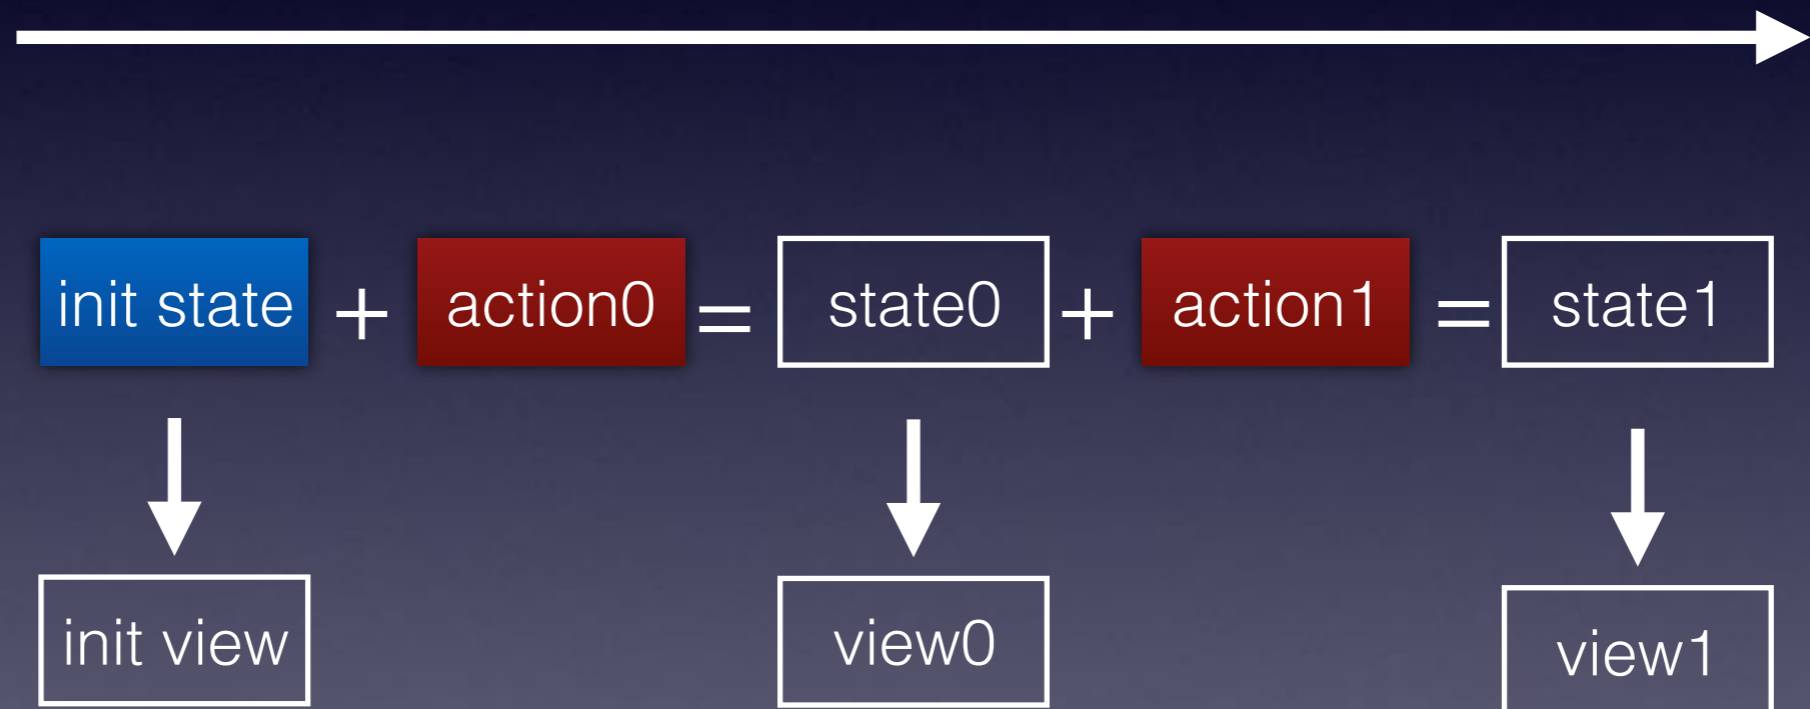 init state + action0 = state0 + action1 = state1
init view view0 view1